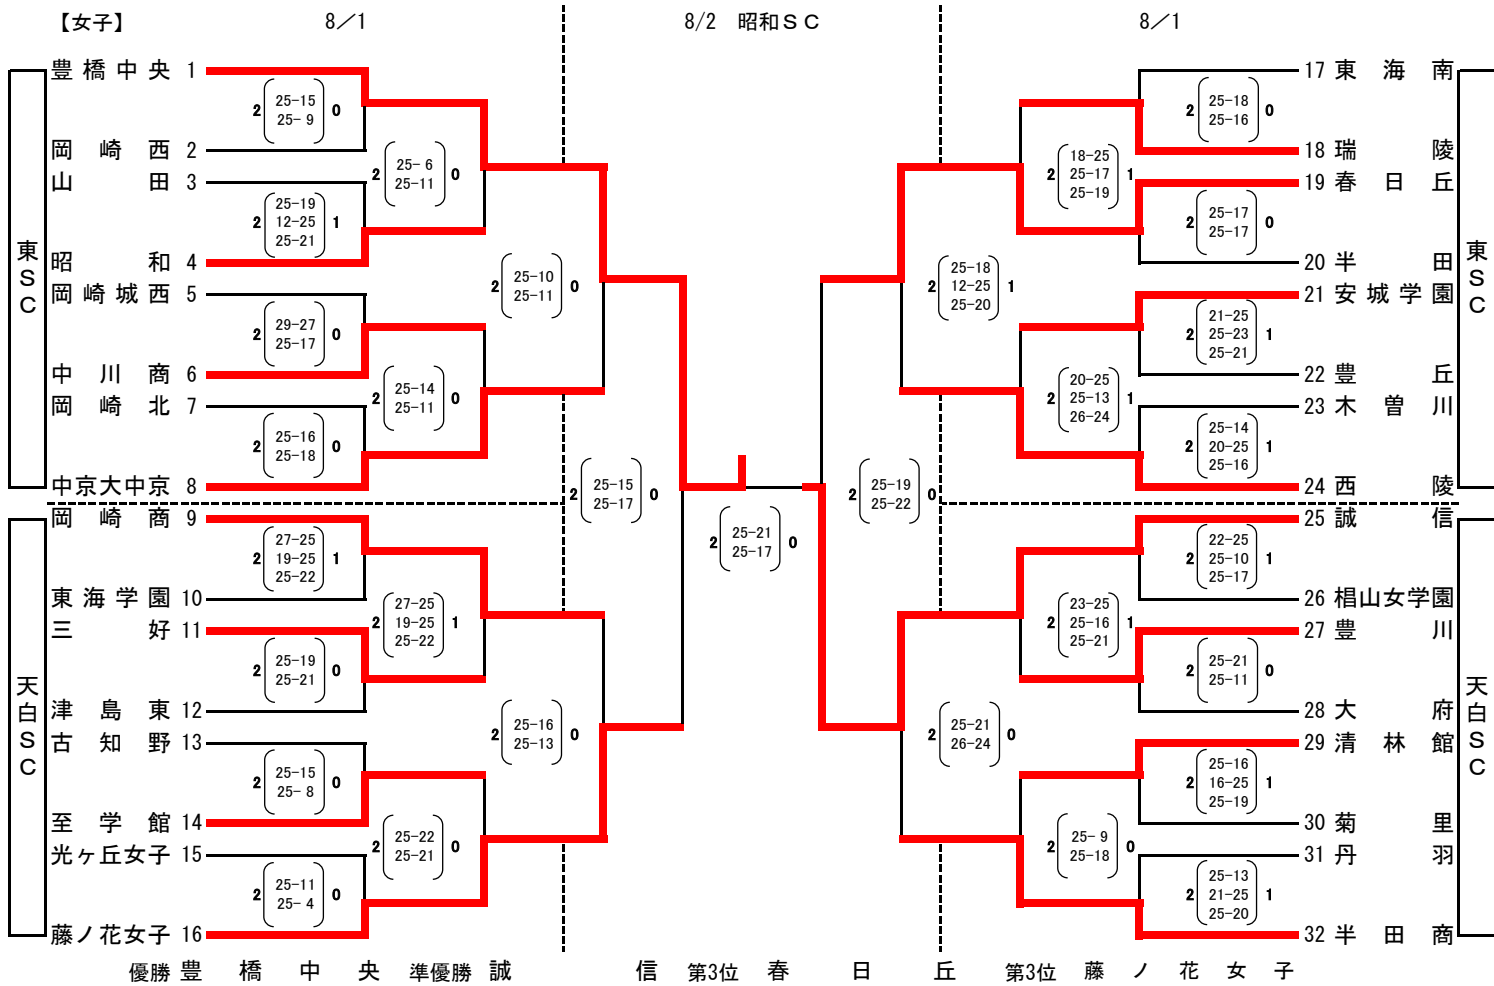 【女子】 8／1 8/2 昭和ＳＣ 8／1
東ＳＣ
豊橋中央 1
2 25-15 25- 9 0
岡崎西 2
2 25- 6 25-11 0
山田 3
2 25-19 12-25 25-21 1
昭和 4
2 25-10 25-11 0
岡崎城西 5
2 29-27 25-17 0
中川商 6
2 25-14 25-11 0
岡崎北 7
2 25-16 25-18 0
中京大中京 8
2 25-15 25-17 0
天白ＳＣ
岡崎商 9
2 27-25 19-25 25-22 1
東海学園 10
2 27-25 19-25 25-22 1
三好 11
2 25-19 25-21 0
津島東 12
2 25-16 25-13 0
古知野 13
2 25-15 25- 8 0
至学館 14
2 25-22 25-21 0
光ヶ丘女子 15
2 25-11 25- 4 0
藤ノ花女子 16
2 25-21 25-17 0
東ＳＣ
17 東海南
2 25-18 25-16 0
18 瑞陵
2 18-25 25-17 25-19 1
19 春日丘
2 25-17 25-17 0
20 半田
2 25-18 12-25 25-20 1
21 安城学園
2 21-25 25-23 25-21 1
22 豊丘
2 20-25 25-13 26-24 1
23 木曽川
2 25-14 20-25 25-16 1
24 西陵
2 25-19 25-22 0
天白ＳＣ
25 誠信
2 22-25 25-10 25-17 1
26 椙山女学園
2 23-25 25-16 25-21 1
27 豊川
2 25-21 25-11 0
28 大府
2 25-21 26-24 0
29 清林館
2 25-16 16-25 25-19 1
30 菊里
2 25- 9 25-18 0
31 丹羽
2 25-13 21-25 25-20 1
32 半田商
優勝 豊橋中央 準優勝 誠信 第3位 春日丘 第3位 藤ノ花女子